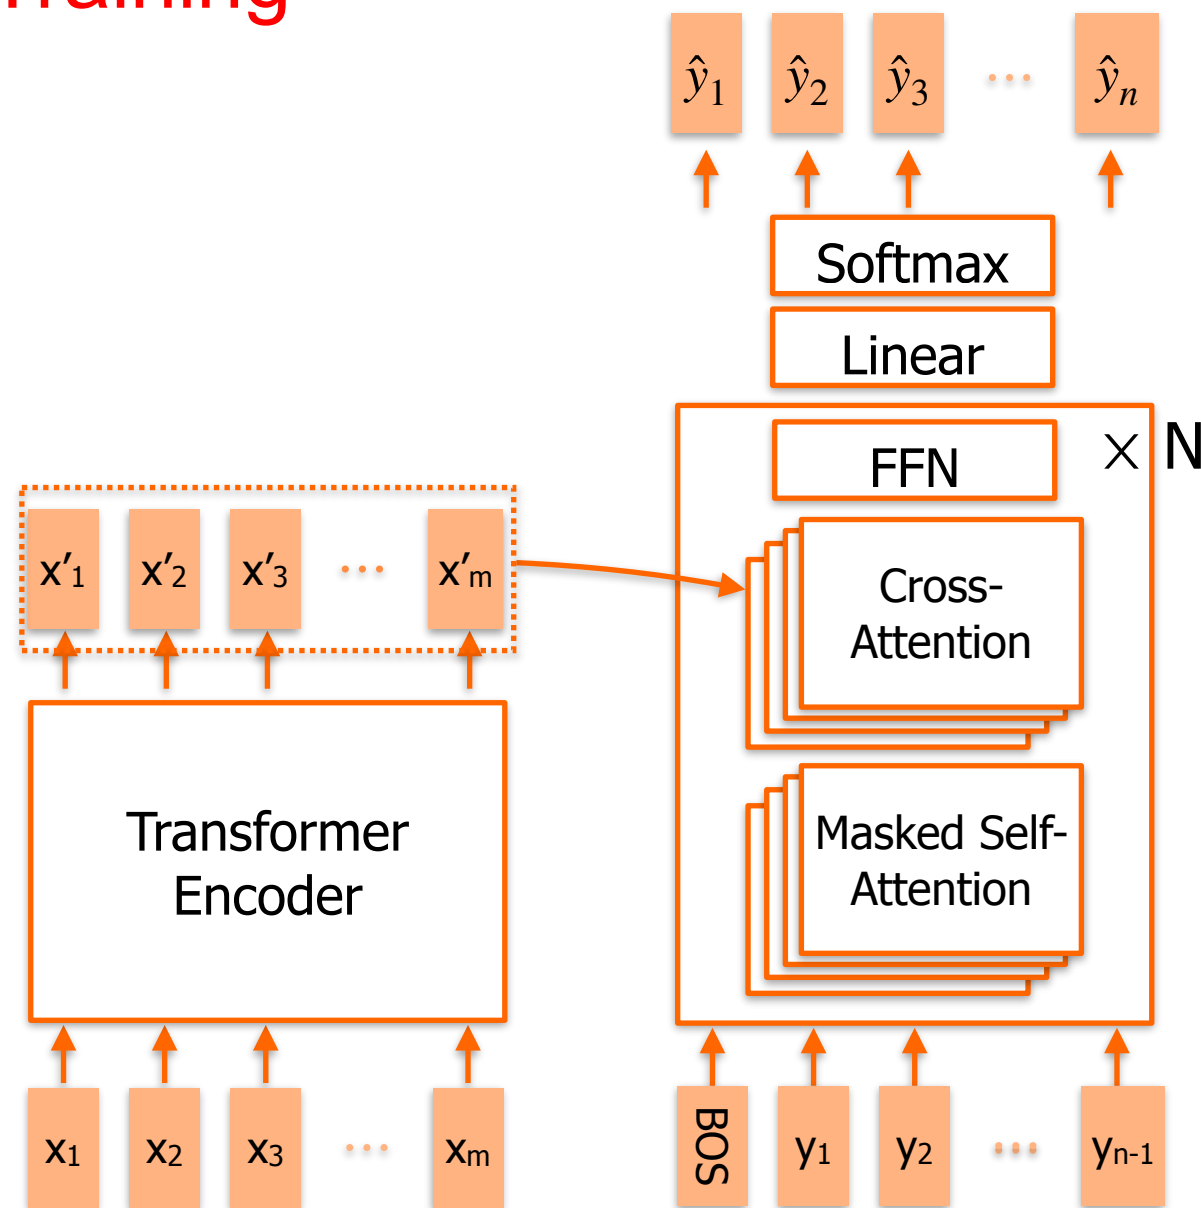 Training
ŷ1 ŷ2 ŷ3 ... ŷn
Softmax
Linear
FFN
× N
x′1 x′2 x′3 ... x′m
Cross-
Attention
Transformer
Encoder
Masked Self-
Attention
x1 x2 x3 ... xm
BOS y1 y2 ... yn-1